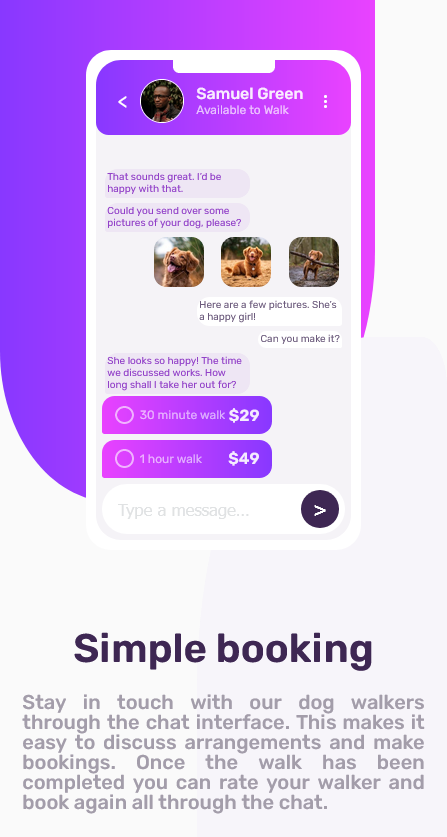 <
Samuel Green
Available to Walk
That sounds great. I'd be
happy with that.
Could you send over some
pictures of your dog, please?
Here are a few pictures. She's
a happy girl!
Can you make it?
She looks so happy! The time
we discussed works. How
long shall I take her out for?
30 minute walk $29
1 hour walk $49
Type a message...
>
Simple booking
Stay in touch with our dog walkers
through the chat interface. This makes it
easy to discuss arrangements and make
bookings. Once the walk has been
completed you can rate your walker and
book again all through the chat.